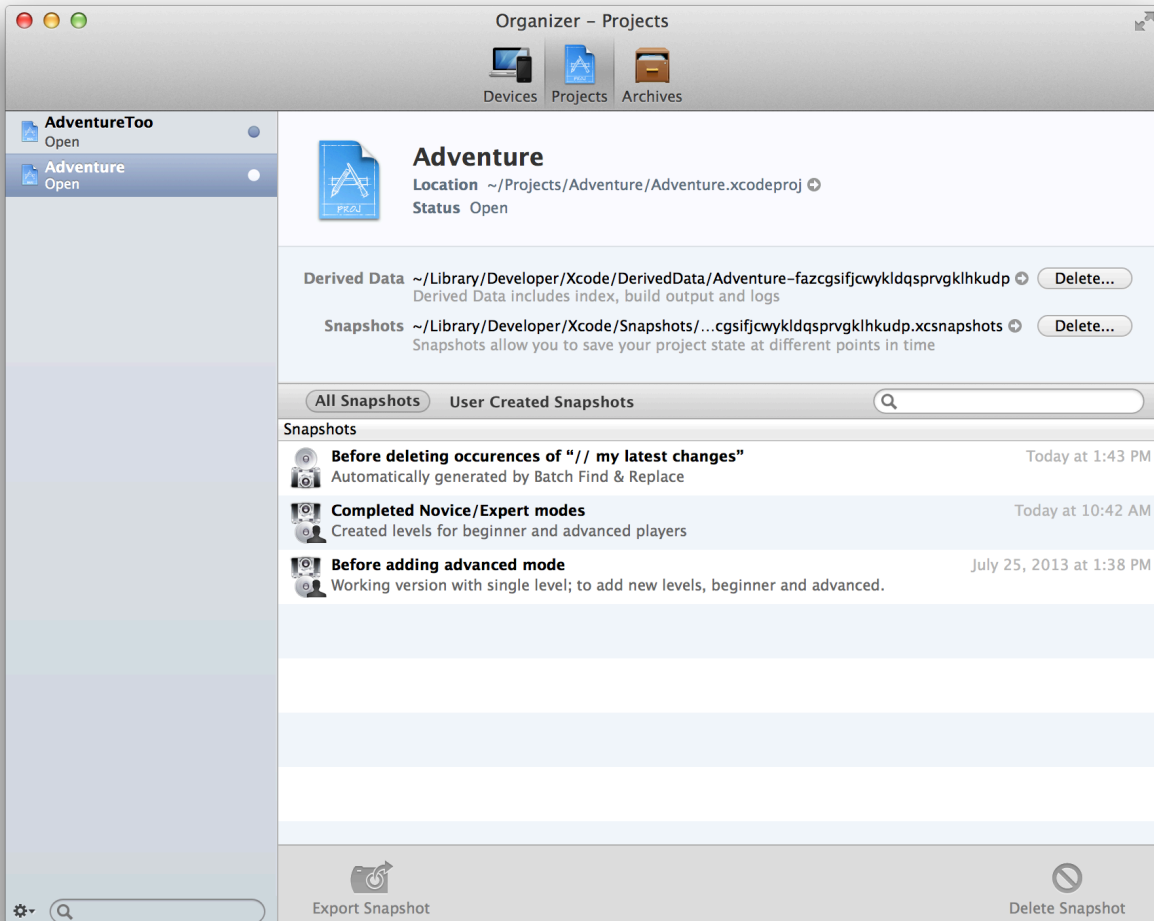 Organizer – Projects
Devices
Projects
Archives
AdventureToo
Open
Adventure
Open
PROJ
Adventure
Location ~/Projects/Adventure/Adventure.xcodeproj
Status Open
Derived Data ~/Library/Developer/Xcode/DerivedData/Adventure-fazcgsifjcwykldqsprvgklhkudp Delete...
Derived Data includes index, build output and logs
Snapshots ~/Library/Developer/Xcode/Snapshots/...cgsifjcwykldqsprvgklhkudp.xcsnapshots Delete...
Snapshots allow you to save your project state at different points in time
All Snapshots User Created Snapshots
Snapshots
Before deleting occurences of “// my latest changes” Today at 1:43 PM
Automatically generated by Batch Find & Replace
Completed Novice/Expert modes Today at 10:42 AM
Created levels for beginner and advanced players
Before adding advanced mode July 25, 2013 at 1:38 PM
Working version with single level; to add new levels, beginner and advanced.
Export Snapshot
Delete Snapshot